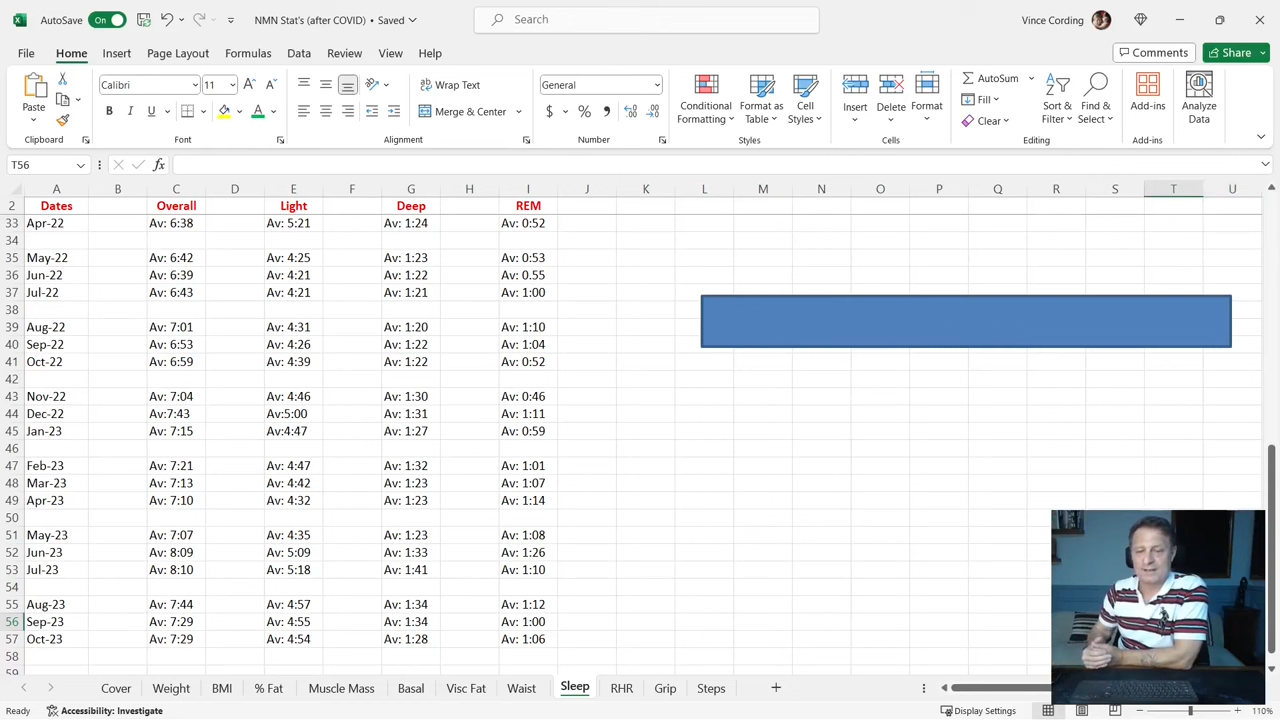 AutoSave On NMN Stat's (after COVID) • Saved Search Vince Cording
File Home Insert Page Layout Formulas Data Review View Help Comments Share
Paste Calibri 11 Wrap Text General Conditional Formatting Format as Table Cell Styles Insert Delete Format AutoSum Sort & Filter Find & Select Add-ins Analyze Data
B I U A Merge & Center $ % , Fill
Clear
Clipboard Font Alignment Number Styles Cells Editing Add-ins
T56 fx
A B C D E F G H I J K L M N O P Q R S T U
2 Dates Overall Light Deep REM
33 Apr-22 Av: 6:38 Av: 5:21 Av: 1:24 Av: 0:52
34
35 May-22 Av: 6:42 Av: 4:25 Av: 1:23 Av: 0:53
36 Jun-22 Av: 6:39 Av: 4:21 Av: 1:22 Av: 0.55
37 Jul-22 Av: 6:43 Av: 4:21 Av: 1:21 Av: 1:00
38
39 Aug-22 Av: 7:01 Av: 4:31 Av: 1:20 Av: 1:10
40 Sep-22 Av: 6:53 Av: 4:26 Av: 1:22 Av: 1:04
41 Oct-22 Av: 6:59 Av: 4:39 Av: 1:22 Av: 0:52
42
43 Nov-22 Av: 7:04 Av: 4:46 Av: 1:30 Av: 0:46
44 Dec-22 Av:7:43 Av:5:00 Av: 1:31 Av: 1:11
45 Jan-23 Av: 7:15 Av:4:47 Av: 1:27 Av: 0:59
46
47 Feb-23 Av: 7:21 Av: 4:47 Av: 1:32 Av: 1:01
48 Mar-23 Av: 7:13 Av: 4:42 Av: 1:23 Av: 1:07
49 Apr-23 Av: 7:10 Av: 4:32 Av: 1:23 Av: 1:14
50
51 May-23 Av: 7:07 Av: 4:35 Av: 1:23 Av: 1:08
52 Jun-23 Av: 8:09 Av: 5:09 Av: 1:33 Av: 1:26
53 Jul-23 Av: 8:10 Av: 5:18 Av: 1:41 Av: 1:10
54
55 Aug-23 Av: 7:44 Av: 4:57 Av: 1:34 Av: 1:12
56 Sep-23 Av: 7:29 Av: 4:55 Av: 1:34 Av: 1:00
57 Oct-23 Av: 7:29 Av: 4:54 Av: 1:28 Av: 1:06
58
59
Cover Weight BMI % Fat Muscle Mass Basal Waist Sleep RHR Grip Steps
Ready Accessibility: Investigate Display Settings 110%